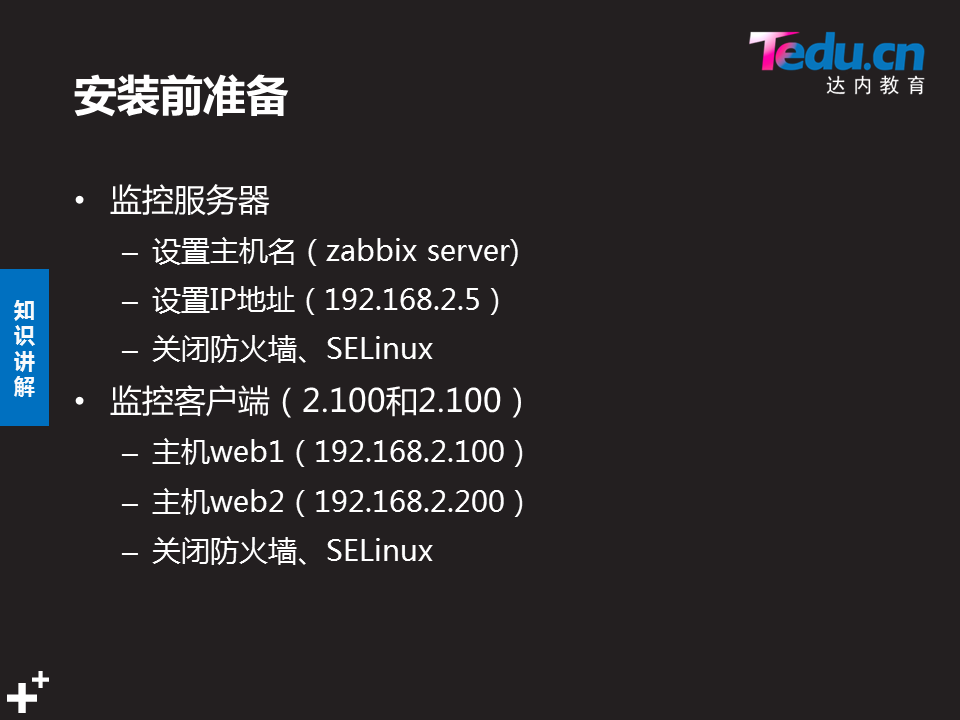 Tedu.cn
达内教育
安装前准备
• 监控服务器
– 设置主机名（zabbix server)
– 设置IP地址（192.168.2.5）
– 关闭防火墙、SELinux
• 监控客户端（2.100和2.100）
– 主机web1（192.168.2.100）
– 主机web2（192.168.2.200）
– 关闭防火墙、SELinux
知识讲解